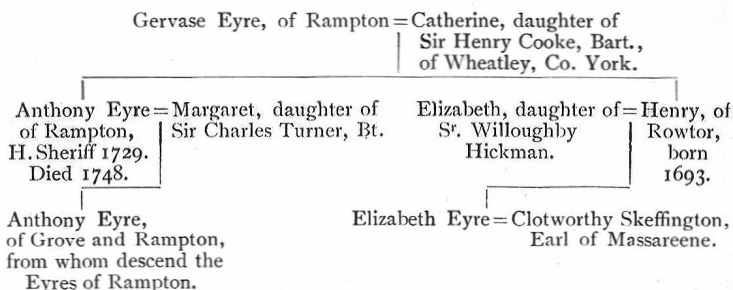 Gervase Eyre, of Rampton = Catherine, daughter of
Sir Henry Cooke, Bart.,
of Wheatley, Co. York.
Anthony Eyre = Margaret, daughter of
of Rampton, Sir Charles Turner, Bt.
H. Sheriff 1729.
Died 1748.
Elizabeth, daughter of = Henry, of
Sr. Willoughby Rowtor,
Hickman. born
1693.
Anthony Eyre,
of Grove and Rampton,
from whom descend the
Eyres of Rampton.
Elizabeth Eyre = Clotworthy Skeffington,
Earl of Massareene.